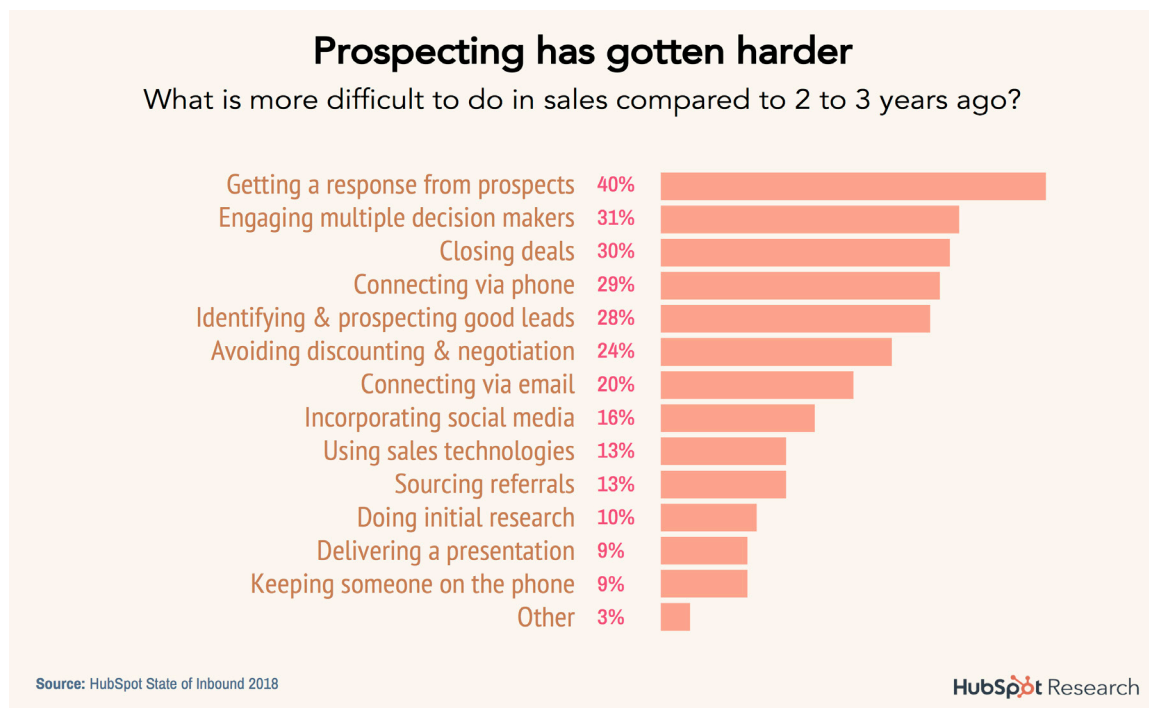 Prospecting has gotten harder
What is more difficult to do in sales compared to 2 to 3 years ago?
Getting a response from prospects 40%
Engaging multiple decision makers 31%
Closing deals 30%
Connecting via phone 29%
Identifying & prospecting good leads 28%
Avoiding discounting & negotiation 24%
Connecting via email 20%
Incorporating social media 16%
Using sales technologies 13%
Sourcing referrals 13%
Doing initial research 10%
Delivering a presentation 9%
Keeping someone on the phone 9%
Other 3%
Source: HubSpot State of Inbound 2018
HubSpot Research